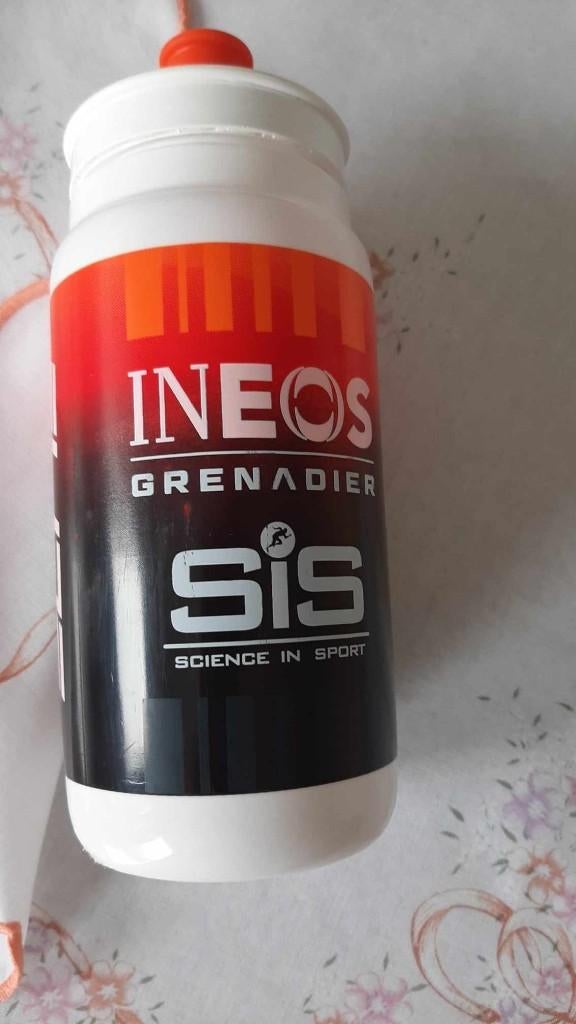 INEOS
GRENADIER
SiS
SCIENCE IN SPORT